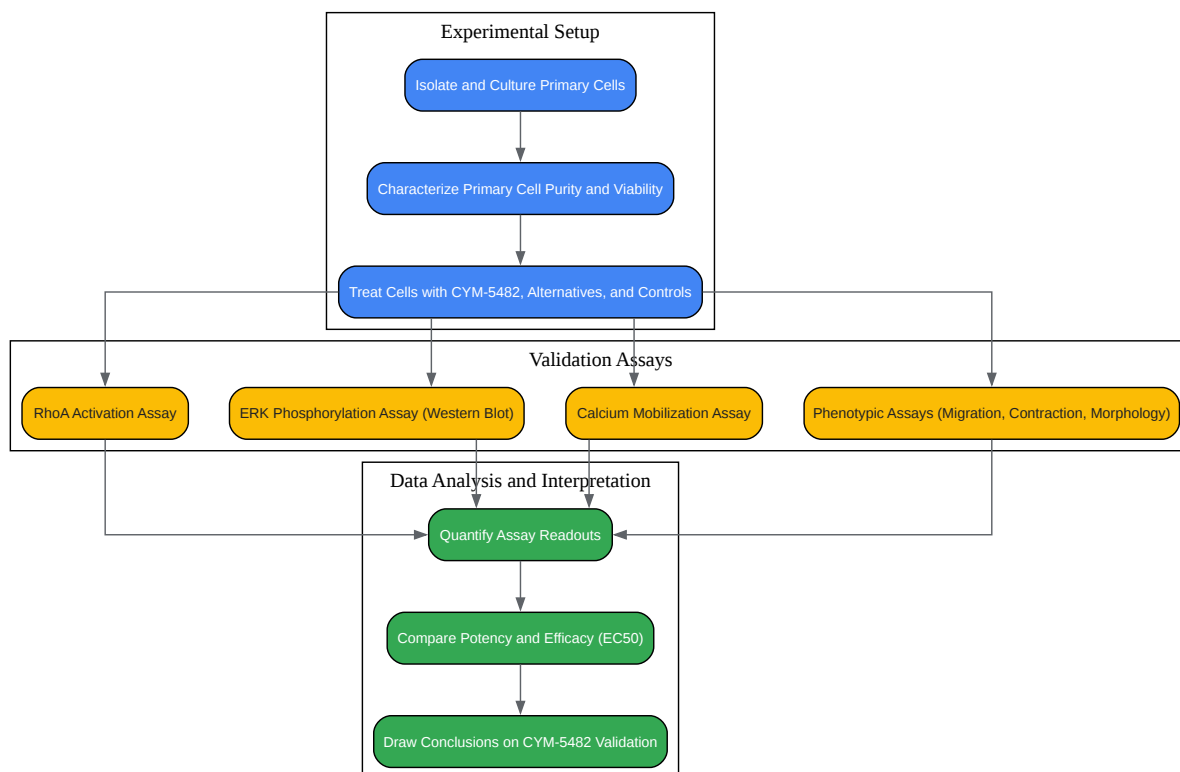 Experimental Setup
Isolate and Culture Primary Cells
Characterize Primary Cell Purity and Viability
Treat Cells with CYM-5482, Alternatives, and Controls
Validation Assays
RhoA Activation Assay
ERK Phosphorylation Assay (Western Blot)
Calcium Mobilization Assay
Phenotypic Assays (Migration, Contraction, Morphology)
Data Analysis and Interpretation
Quantify Assay Readouts
Compare Potency and Efficacy (EC50)
Draw Conclusions on CYM-5482 Validation